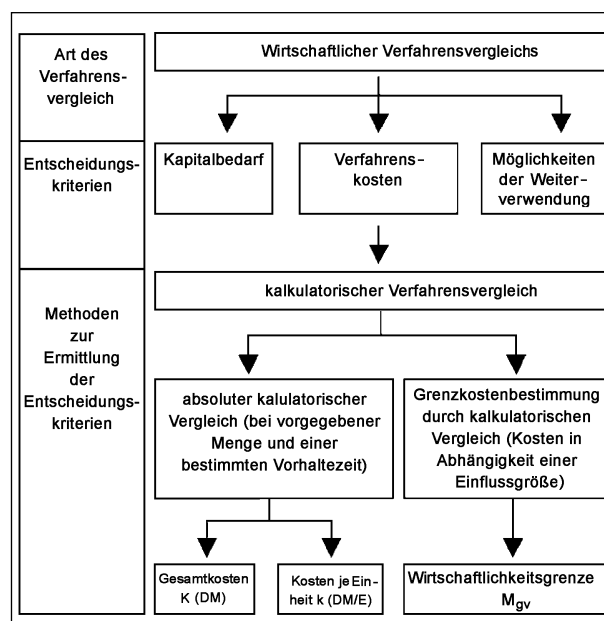 Art des
Verfahrens-
vergleich
Wirtschaftlicher Verfahrensvergleichs
Entscheidungs-
kriterien
Kapitalbedarf
Verfahrens-
kosten
Möglichkeiten
der Weiter-
verwendung
Methoden
zur
Ermittlung
der
Entscheidungs-
kriterien
kalkulatorischer Verfahrensvergleich
absoluter kalulatorischer
Vergleich (bei vorgegebener
Menge und einer
bestimmten Vorhaltezeit)
Grenzkostenbestimmung
durch kalkulatorischen
Vergleich (Kosten in
Abhängigkeit einer
Einflussgröße)
Gesamtkosten
K (DM)
Kosten je Ein-
heit k (DM/E)
Wirtschaftlichkeitsgrenze
Mgv